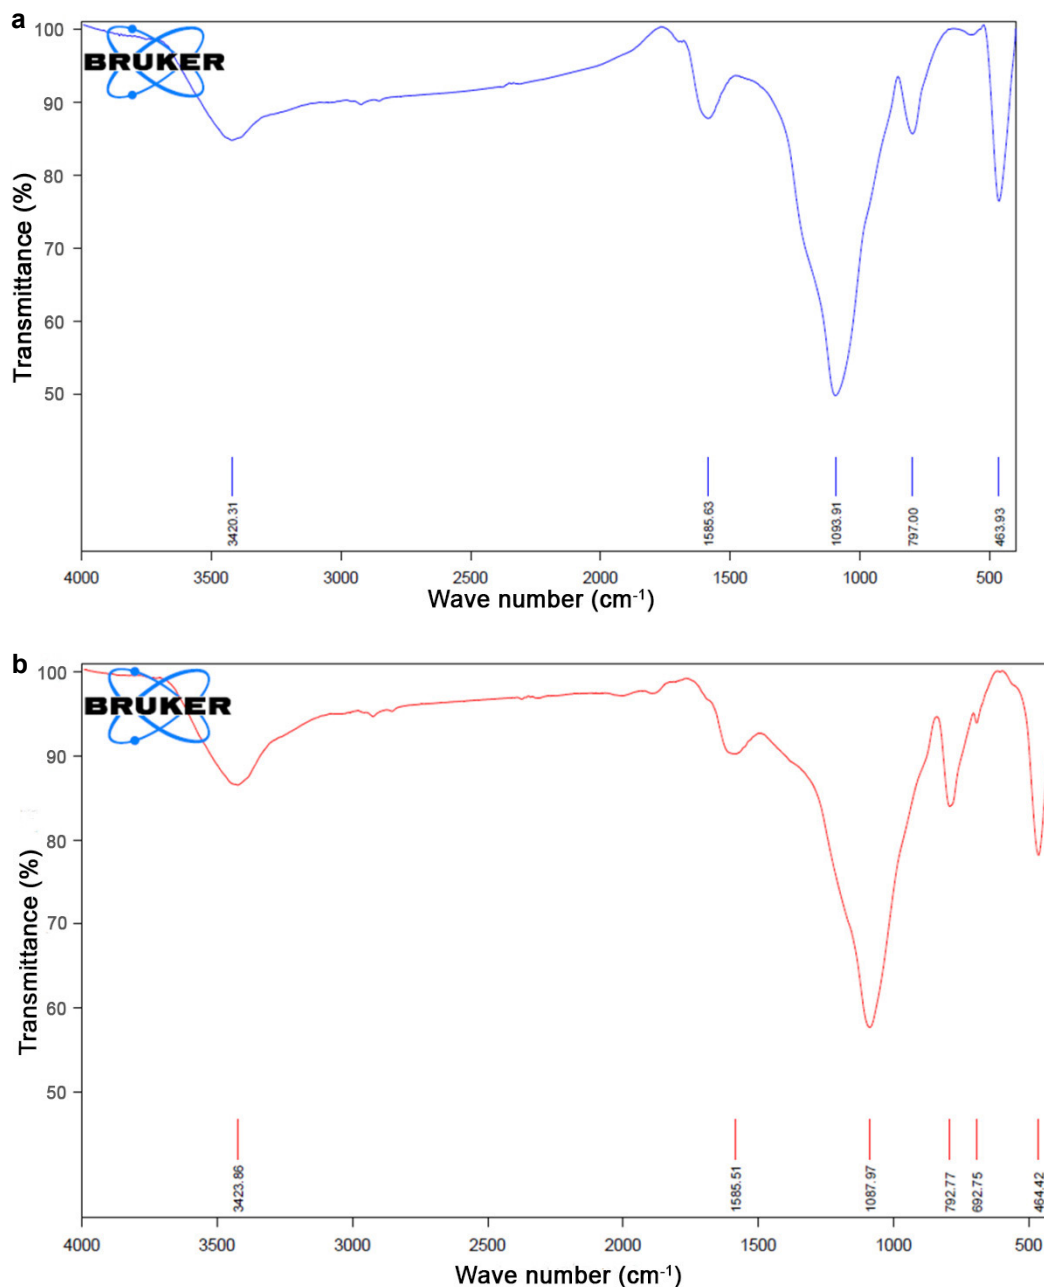 a
BRUKER
Transmittance (%)
100
90
80
70
60
50
3420.31
1585.63
1093.91
797.00
463.93
4000 3500 3000 2500 2000 1500 1000 500
Wave number (cm-1)
b
BRUKER
Transmittance (%)
100
90
80
70
60
50
3423.86
1585.51
1087.97
792.77
692.75
464.42
4000 3500 3000 2500 2000 1500 1000 500
Wave number (cm-1)